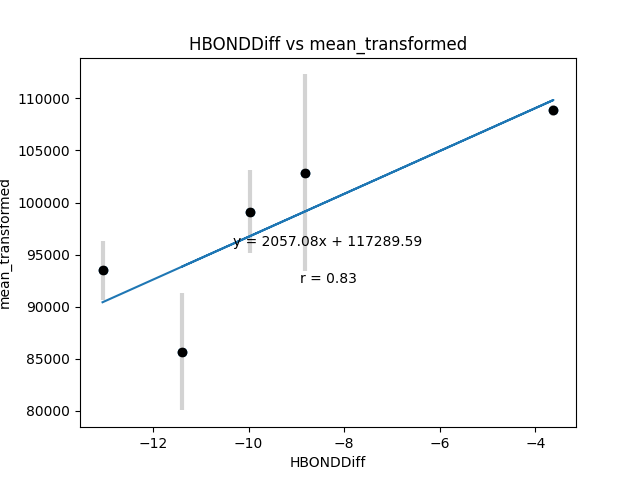 HBONDDiff vs mean_transformed
mean_transformed
110000
105000
100000
95000
90000
85000
80000
y = 2057.08x + 117289.59
r = 0.83
−12
−10
−8
−6
−4
HBONDDiff